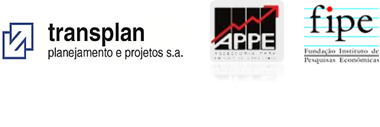 transplan
planejamento e projetos s.a.
APPE
fipe
Fundação Instituto de
Pesquisas Econômicas